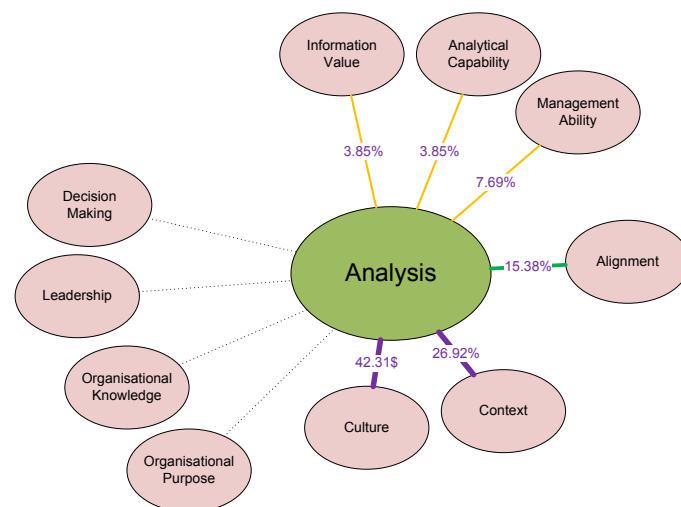 Information
Value
Analytical
Capability
Management
Ability
3.85%
3.85%
7.69%
Decision
Making
Leadership
Analysis
15.38%
Alignment
Organisational
Knowledge
42.31$
26.92%
Culture
Context
Organisational
Purpose